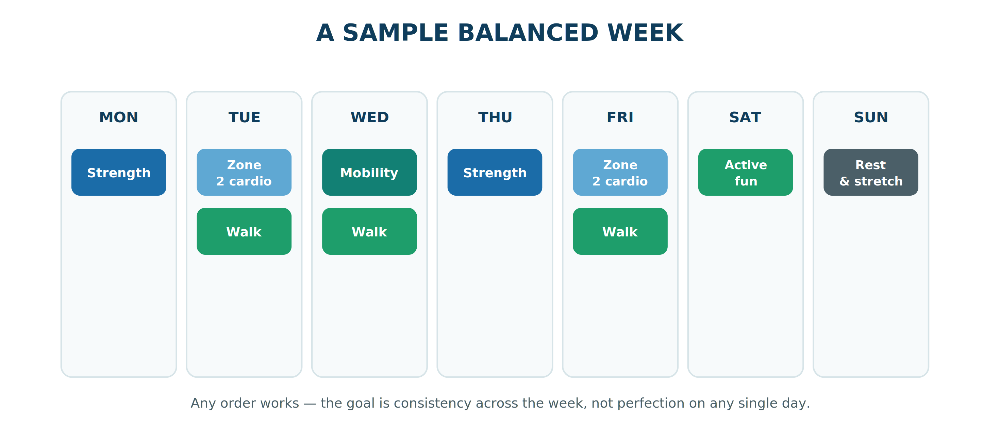 A SAMPLE BALANCED WEEK
MON
Strength
TUE
Zone
2 cardio
Walk
WED
Mobility
Walk
THU
Strength
FRI
Zone
2 cardio
Walk
SAT
Active
fun
SUN
Rest
& stretch
Any order works — the goal is consistency across the week, not perfection on any single day.